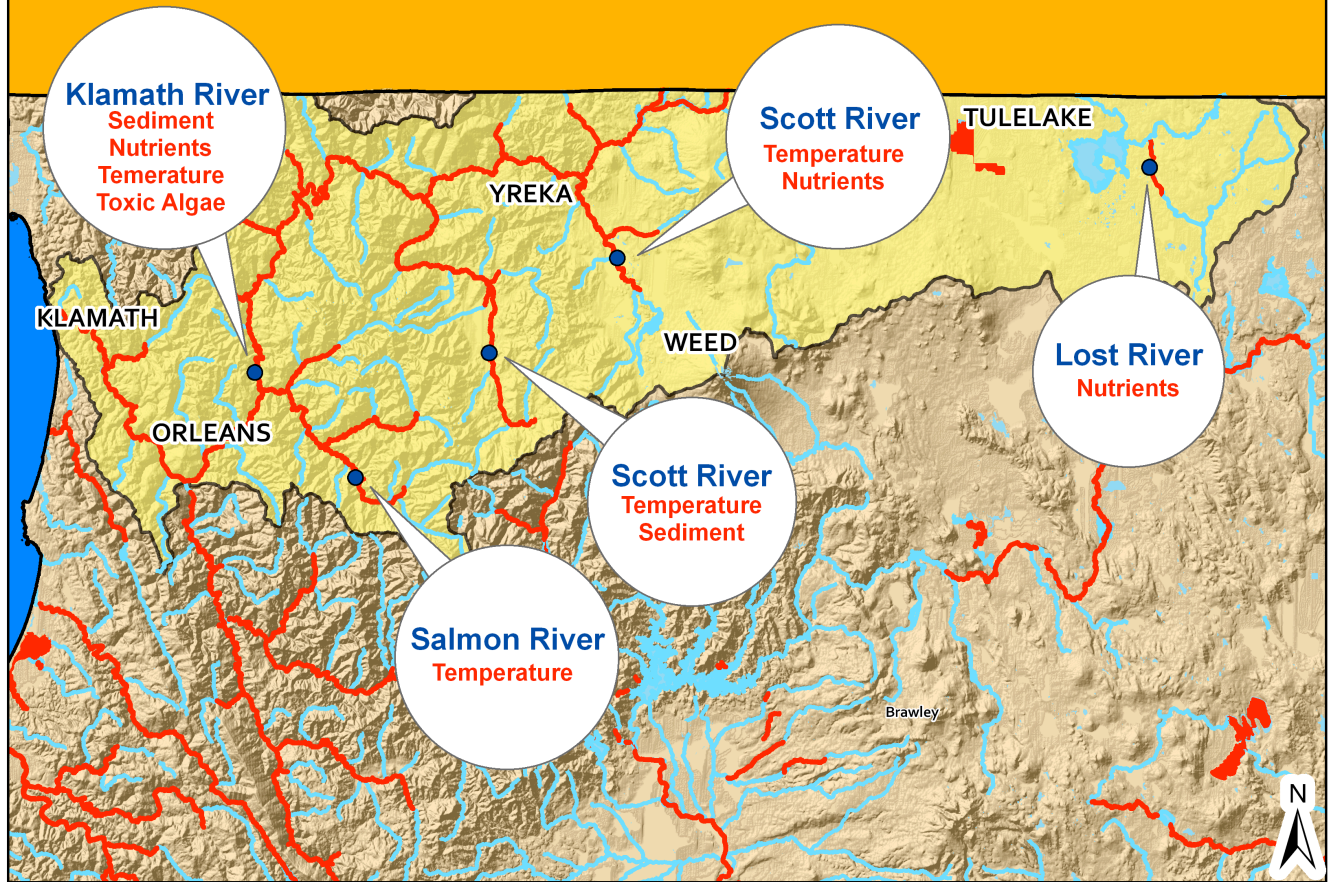 Klamath River
Sediment
Nutrients
Temerature
Toxic Algae
Scott River
Temperature
Nutrients
TULELAKE
YREKA
KLAMATH
WEED
Lost River
Nutrients
ORLEANS
Scott River
Temperature
Sediment
Salmon River
Temperature
Brawley
N